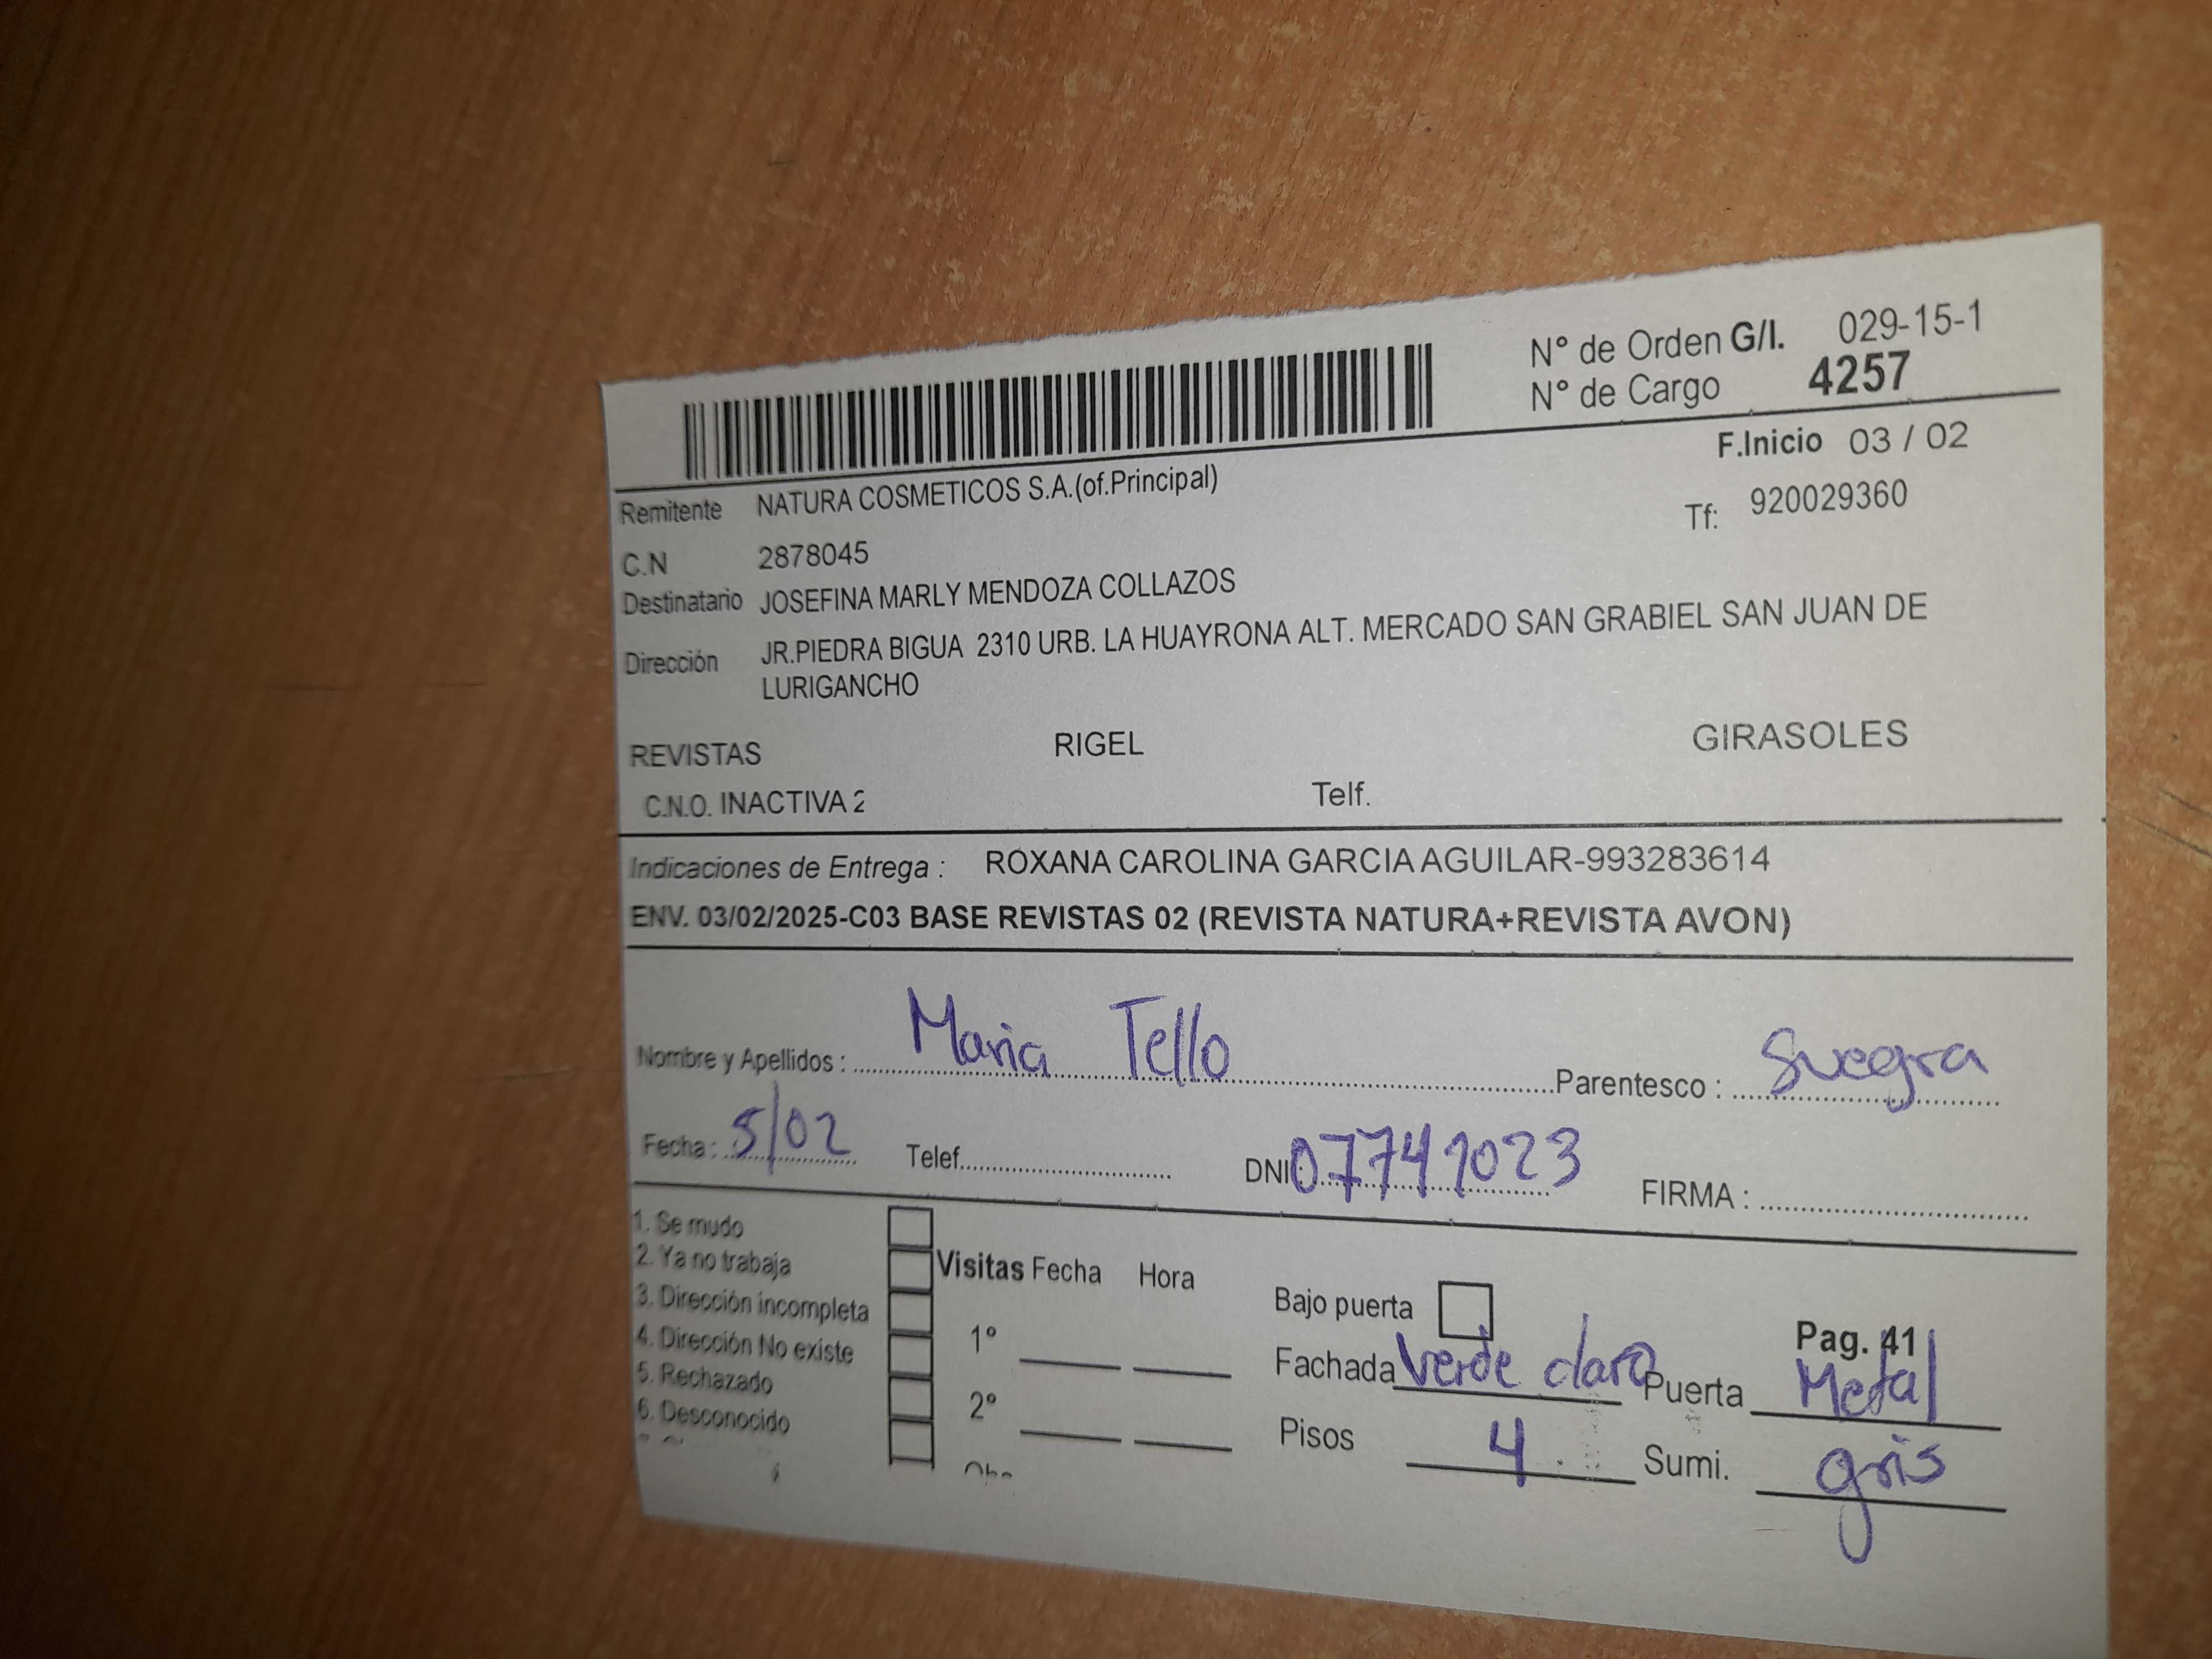 N° de Orden G/I. 029-15-1
N° de Cargo 4257
F.Inicio 03 / 02
Remitente NATURA COSMETICOS S.A.(of.Principal)
Tf: 920029360
C.N 2878045
Destinatario JOSEFINA MARLY MENDOZA COLLAZOS
Dirección JR.PIEDRA BIGUA 2310 URB. LA HUAYRONA ALT. MERCADO SAN GRABIEL SAN JUAN DE
LURIGANCHO
REVISTAS RIGEL GIRASOLES
C.N.O. INACTIVA 2 Telf.
Indicaciones de Entrega : ROXANA CAROLINA GARCIA AGUILAR-993283614
ENV. 03/02/2025-C03 BASE REVISTAS 02 (REVISTA NATURA+REVISTA AVON)
Nombre y Apellidos : Maria Tello Parentesco : Suegra
Fecha : 5/02 Telef. DNI : 07741023 FIRMA :
1. Se mudo
2. Ya no trabaja
3. Dirección incompleta
4. Dirección No existe
5. Rechazado
6. Desconocido
Visitas Fecha Hora
1°
2°
Bajo puerta
Pag. 41
Fachada Verde claro Puerta Metal
Pisos 4 Sumi. gris